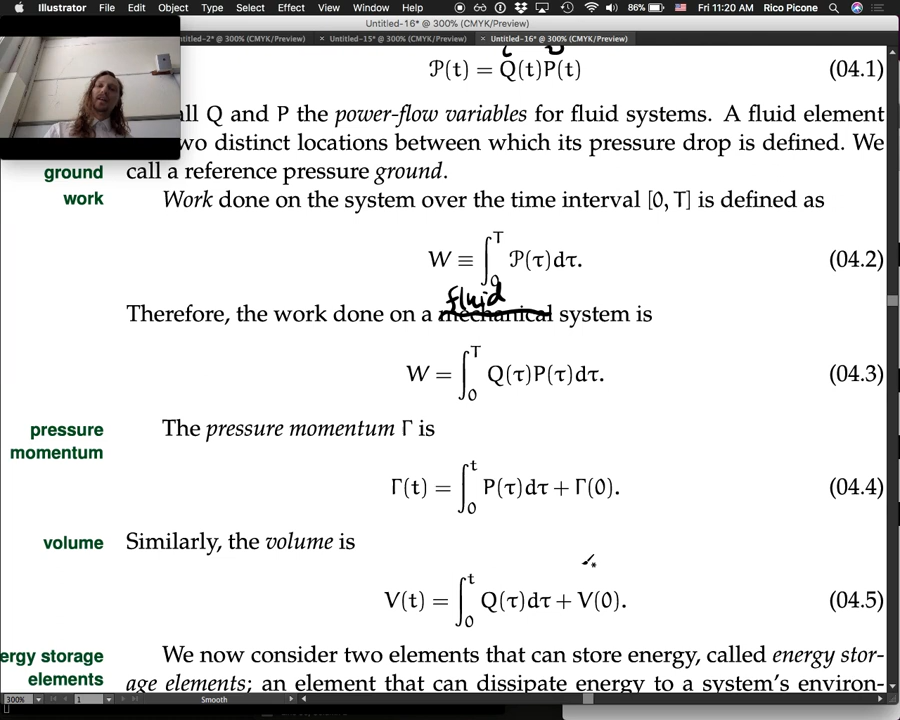 Illustrator File Edit Object Type Select Effect View Window 86% Fri 11:20 AM Rico Picone
Untitled-16* @ 300% (CMYK/Preview)
ntitled-2* @ 300% (CMYK/Preview) × Untitled-15* @ 300% (CMYK/Preview) × Untitled-16* @ 300% (CMYK/Preview)
𝒫(t) = Q(t)P(t) (04.1)
all Q and P the power-flow variables for fluid systems. A fluid element
two distinct locations between which its pressure drop is defined. We
ground call a reference pressure ground.
work Work done on the system over the time interval [0, T] is defined as
W ≡ ∫₀ᵀ 𝒫(τ)dτ. (04.2)
fluid
Therefore, the work done on a mechanical system is
W = ∫₀ᵀ Q(τ)P(τ)dτ. (04.3)
pressure The pressure momentum Γ is
momentum
Γ(t) = ∫₀ᵗ P(τ)dτ + Γ(0). (04.4)
volume Similarly, the volume is
V(t) = ∫₀ᵗ Q(τ)dτ + V(0). (04.5)
ergy storage We now consider two elements that can store energy, called energy stor-
elements age elements; an element that can dissipate energy to a system's environ-
300% 1 Smooth